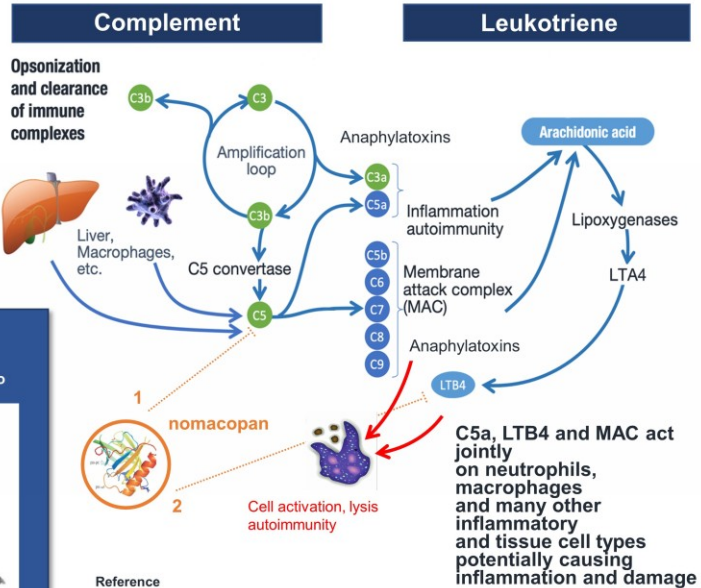 Complement
Leukotriene
Opsonization
and clearance
of immune
complexes
C3b
C3
Amplification
loop
Anaphylatoxins
Arachidonic acid
C3a
C5a
Inflammation
autoimmunity
Lipoxygenases
LTA4
C3b
Liver,
Macrophages,
etc.
C5 convertase
C5
C5b
C6
C7
C8
C9
Membrane
attack complex
(MAC)
Anaphylatoxins
LTB4
1
nomacopan
2
Cell activation, lysis
autoimmunity
C5a, LTB4 and MAC act
jointly
on neutrophils,
macrophages
and many other
inflammatory
and tissue cell types
potentially causing
inflammation and damage
Reference